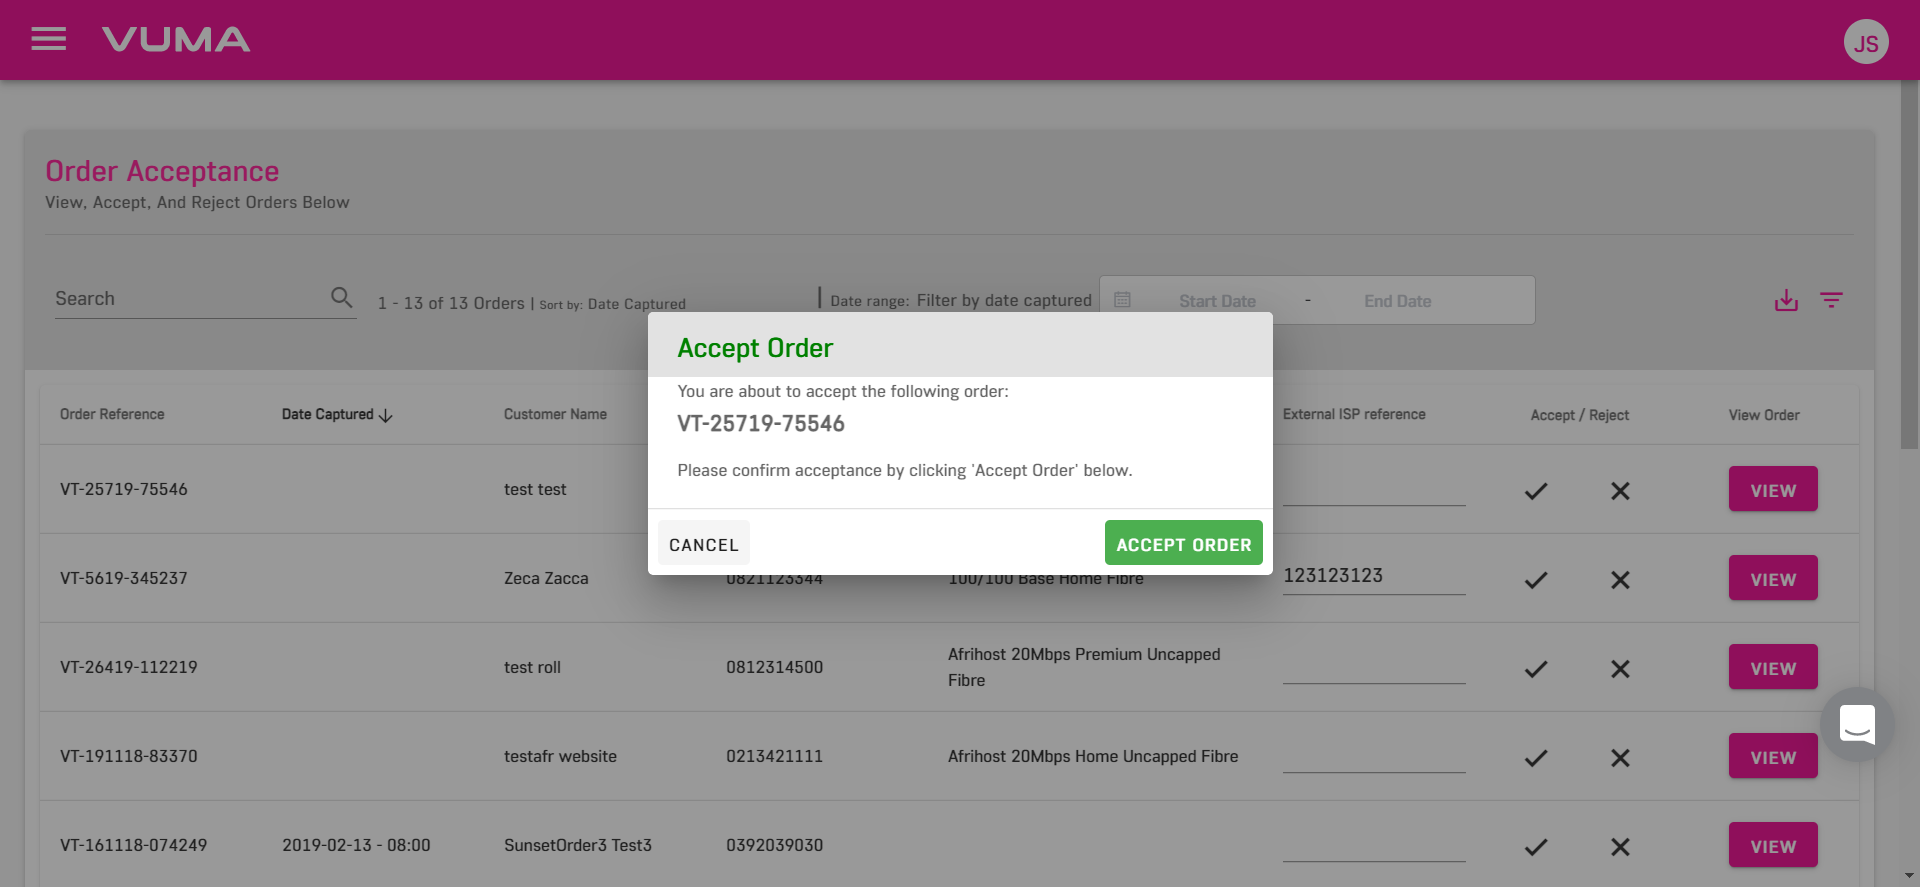 VUMA
JS
Order Acceptance
View, Accept, And Reject Orders Below
Search
1 - 13 of 13 Orders | Sort by: Date Captured
Date range: Filter by date captured
Start Date - End Date
Accept Order
You are about to accept the following order:
VT-25719-75546
Please confirm acceptance by clicking 'Accept Order' below.
CANCEL
ACCEPT ORDER
Order Reference Date Captured Customer Name External ISP reference Accept / Reject View Order
VT-25719-75546 test test VIEW
VT-5619-345237 Zeca Zacca 0821123344 100/100 Base Home Fibre 123123123 VIEW
VT-26419-112219 test roll 0812314500 Afrihost 20Mbps Premium Uncapped
Fibre
VIEW
VT-191118-83370 testafr website 0213421111 Afrihost 20Mbps Home Uncapped Fibre VIEW
VT-161118-074249 2019-02-13 - 08:00 SunsetOrder3 Test3 0392039030 VIEW